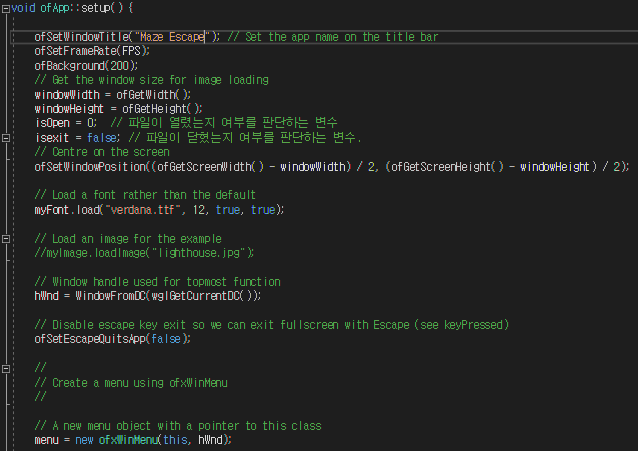 void ofApp::setup() {
ofSetWindowTitle("Maze Escape"); // Set the app name on the title bar
ofSetFrameRate(FPS);
ofBackground(200);
// Get the window size for image loading
windowWidth = ofGetWidth();
windowHeight = ofGetHeight();
isOpen = 0; // 파일이 열렸는지 여부를 판단하는 변수
isexit = false; // 파일이 닫혔는지 여부를 판단하는 변수.
// Centre on the screen
ofSetWindowPosition((ofGetScreenWidth() - windowWidth) / 2, (ofGetScreenHeight() - windowHeight) / 2);
// Load a font rather than the default
myFont.load("verdana.ttf", 12, true, true);
// Load an image for the example
//myImage.loadImage("lighthouse.jpg");
// Window handle used for topmost function
hWnd = WindowFromDC(wglGetCurrentDC());
// Disable escape key exit so we can exit fullscreen with Escape (see keyPressed)
ofSetEscapeQuitsApp(false);
//
// Create a menu using ofxWinMenu
//
// A new menu object with a pointer to this class
menu = new ofxWinMenu(this, hWnd);